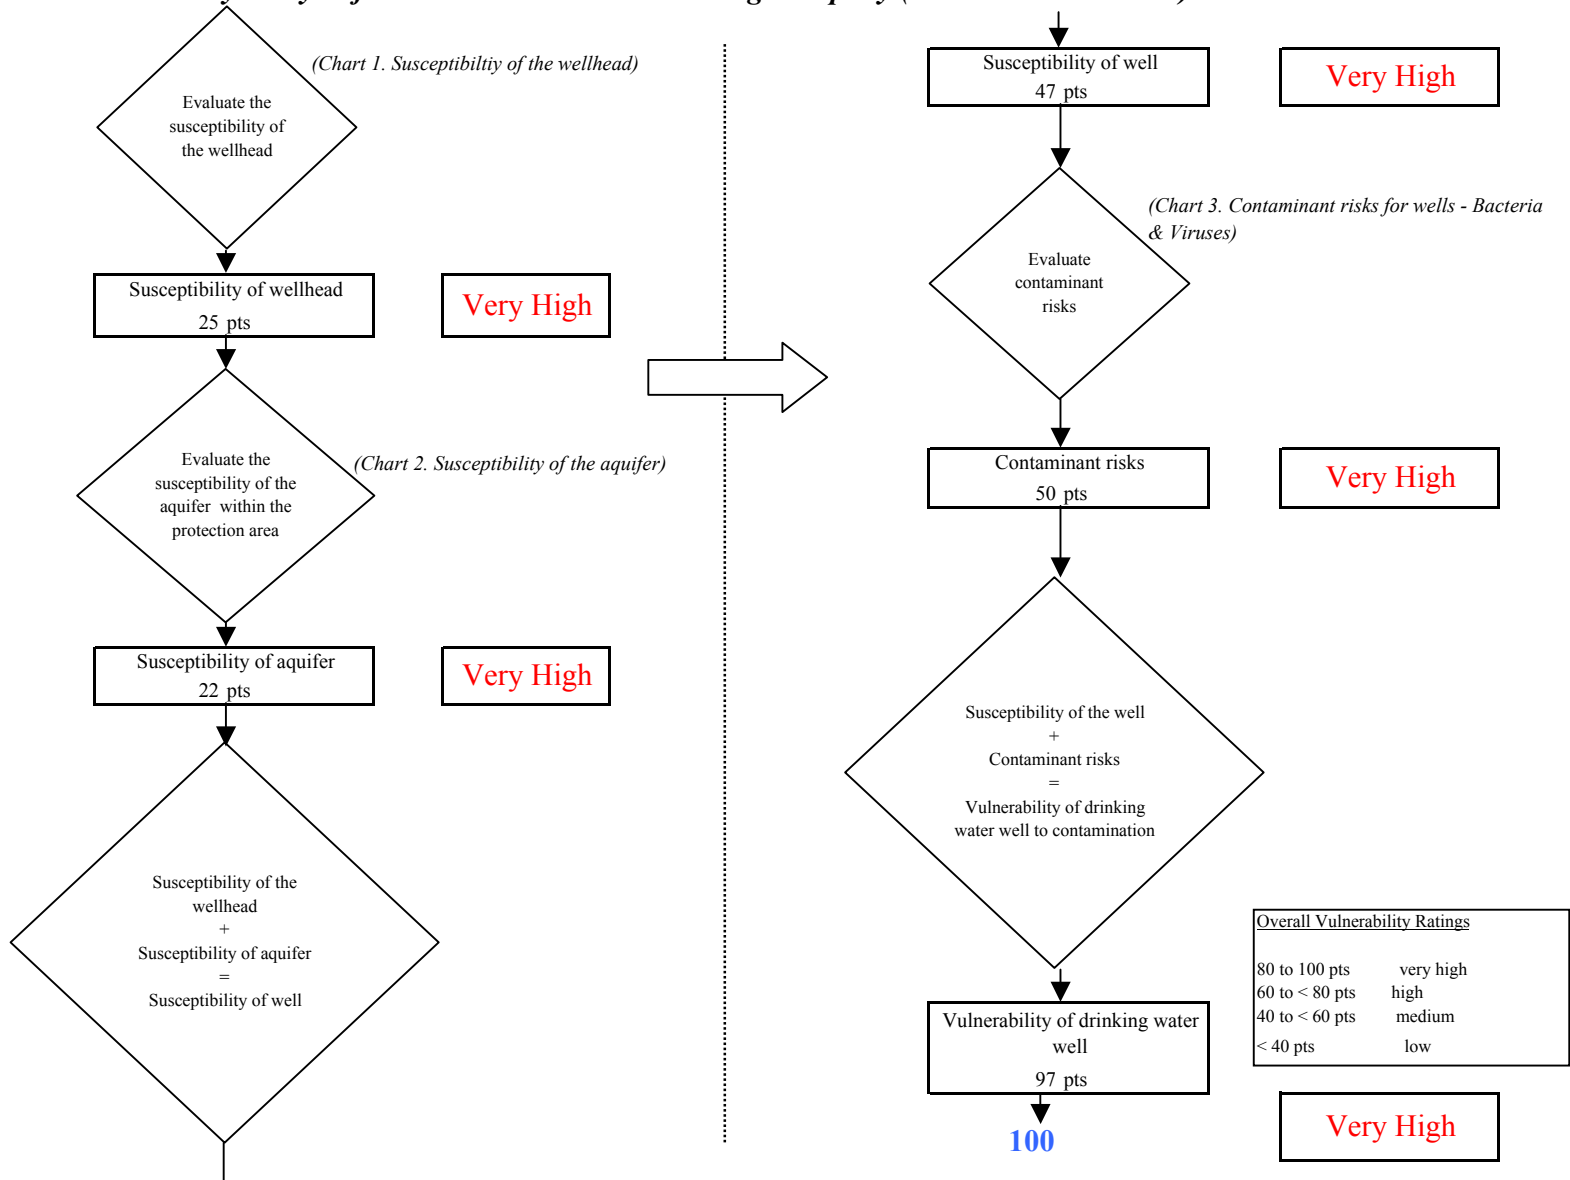 (Chart 1. Susceptibiltiy of the wellhead)
Evaluate the
susceptibility of
the wellhead
Susceptibility of wellhead
25 pts
Very High
(Chart 2. Susceptibility of the aquifer)
Evaluate the
susceptibility of the
aquifer within the
protection area
Susceptibility of aquifer
22 pts
Very High
Susceptibility of the
wellhead
+
Susceptibility of aquifer
=
Susceptibility of well
Susceptibility of well
47 pts
Very High
(Chart 3. Contaminant risks for wells - Bacteria
& Viruses)
Evaluate
contaminant
risks
Contaminant risks
50 pts
Very High
Susceptibility of the well
+
Contaminant risks
=
Vulnerability of drinking
water well to contamination
Overall Vulnerability Ratings
80 to 100 pts very high
60 to < 80 pts high
40 to < 60 pts medium
< 40 pts low
Vulnerability of drinking water
well
97 pts
100
Very High